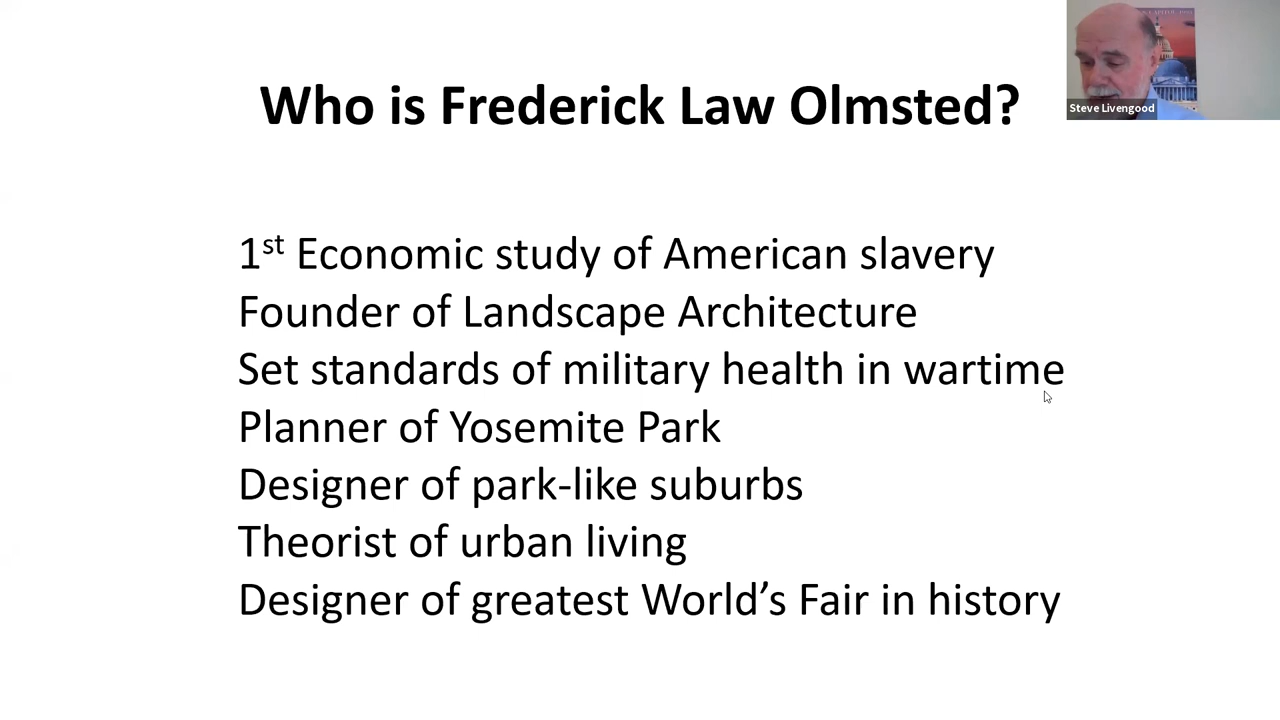 Who is Frederick Law Olmsted?
Steve Livengood
1st Economic study of American slavery
Founder of Landscape Architecture
Set standards of military health in wartime
Planner of Yosemite Park
Designer of park-like suburbs
Theorist of urban living
Designer of greatest World’s Fair in history